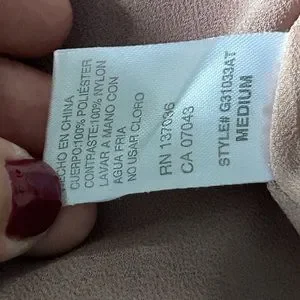 HECHO EN CHINA
CUERPO:100% POLIÉSTER
CONTRASTE:100% NYLON
LAVAR A MANO CON
AGUA FRIA
NO USAR CLORO
RN 137936
CA 07043
STYLE# G31033AT
MEDIUM